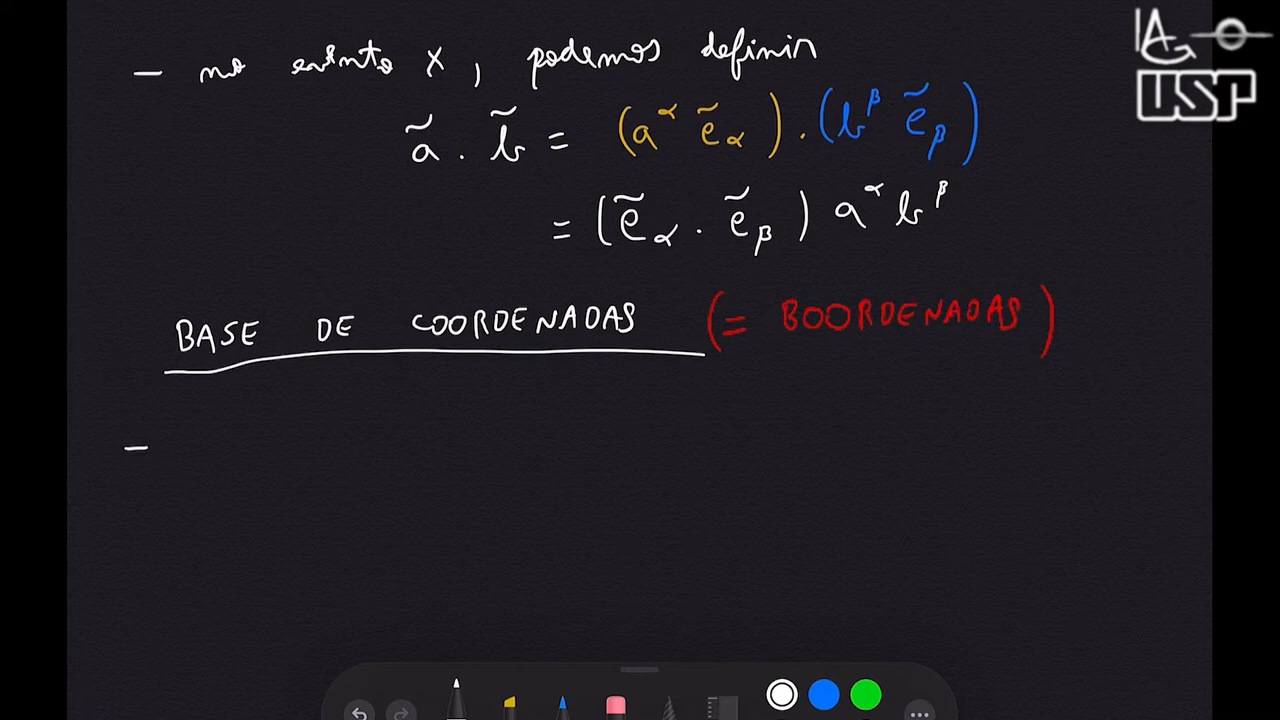 IAG
USP
- no evento x, podemos definir
ã . b̃ = (a^α ẽ_α) . (b^β ẽ_β)
= (ẽ_α . ẽ_β) a^α b^β
BASE DE COORDENADAS (= BOORDENADAS)
-